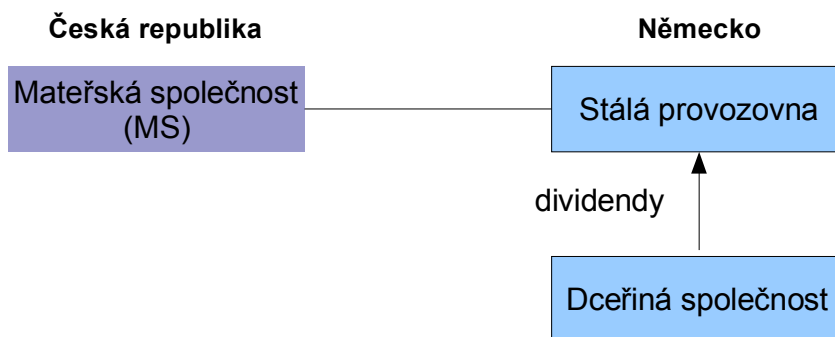 Česká republika
Německo
Mateřská společnost
(MS)
Stálá provozovna
dividendy
Dceřiná společnost